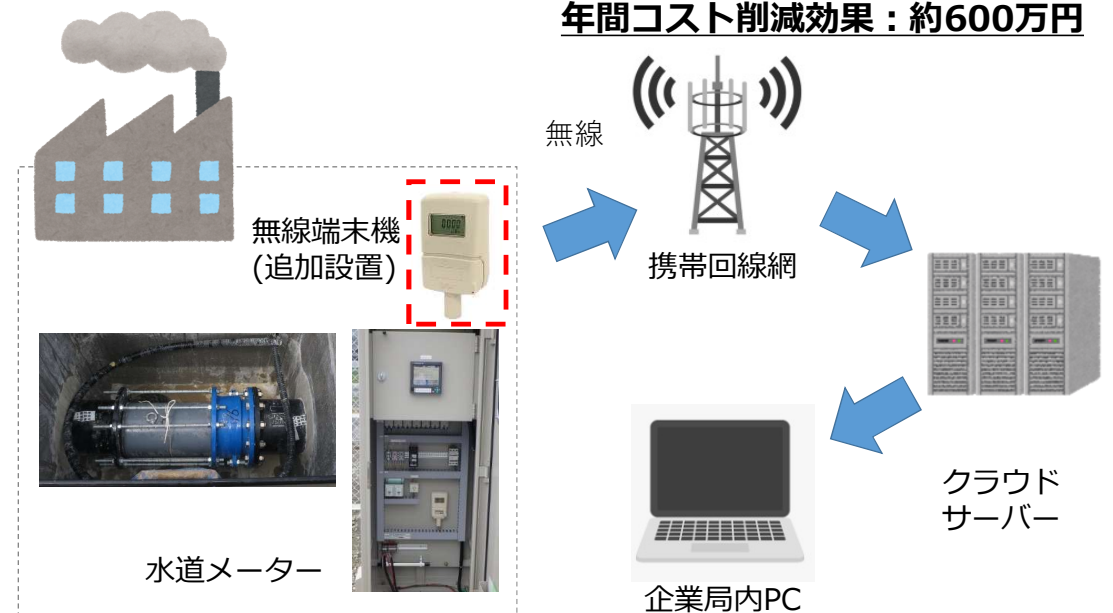 年間コスト削減効果：約600万円
無線
無線端末機
(追加設置)
携帯回線網
水道メーター
クラウド
サーバー
企業局内PC